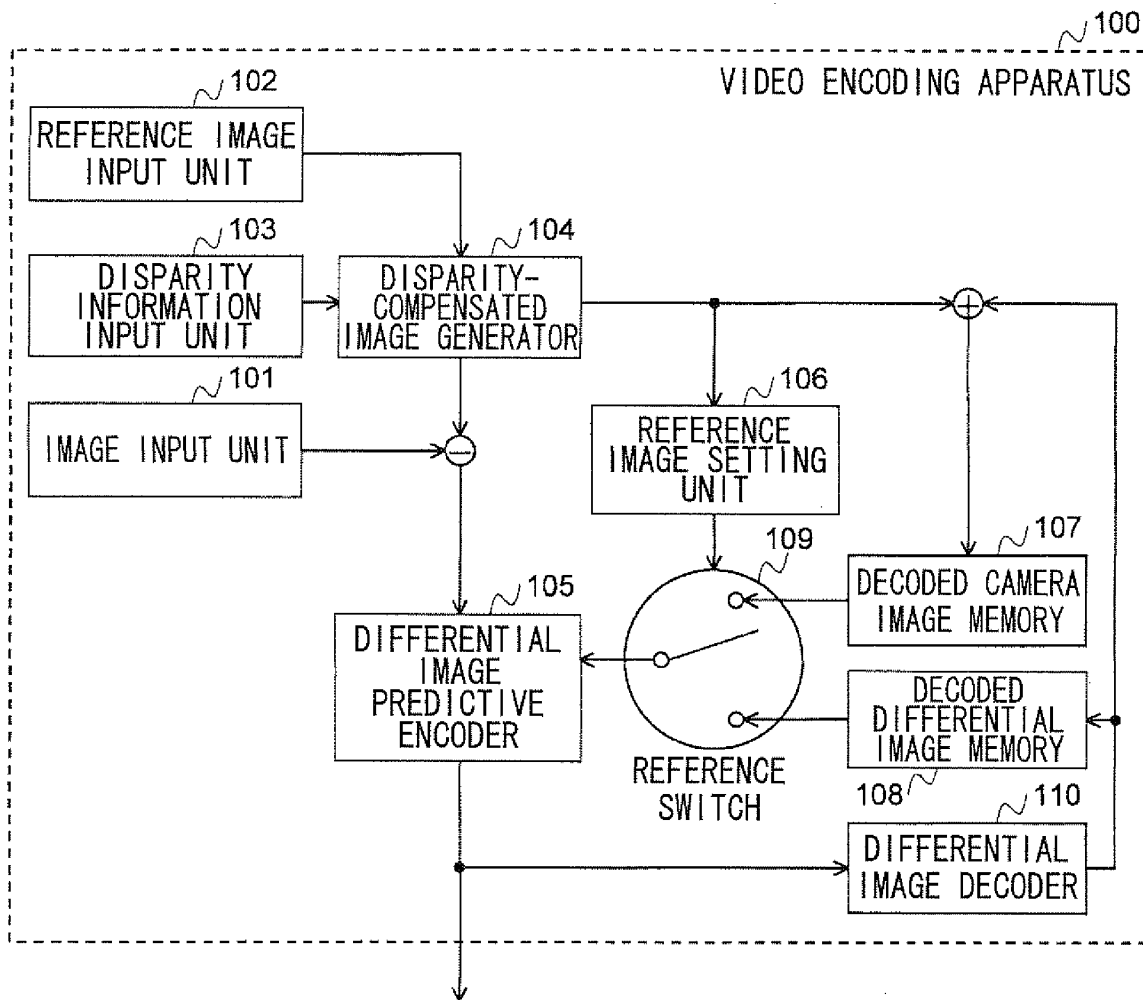 100
VIDEO ENCODING APPARATUS
102
REFERENCE IMAGE
INPUT UNIT
103
DISPARITY
INFORMATION
INPUT UNIT
104
DISPARITY-
COMPENSATED
IMAGE GENERATOR
+
101
IMAGE INPUT UNIT
−
106
REFERENCE
IMAGE SETTING
UNIT
109
107
DECODED CAMERA
IMAGE MEMORY
105
DIFFERENTIAL
IMAGE
PREDICTIVE
ENCODER
DECODED
DIFFERENTIAL
IMAGE MEMORY
108
REFERENCE
SWITCH
110
DIFFERENTIAL
IMAGE DECODER